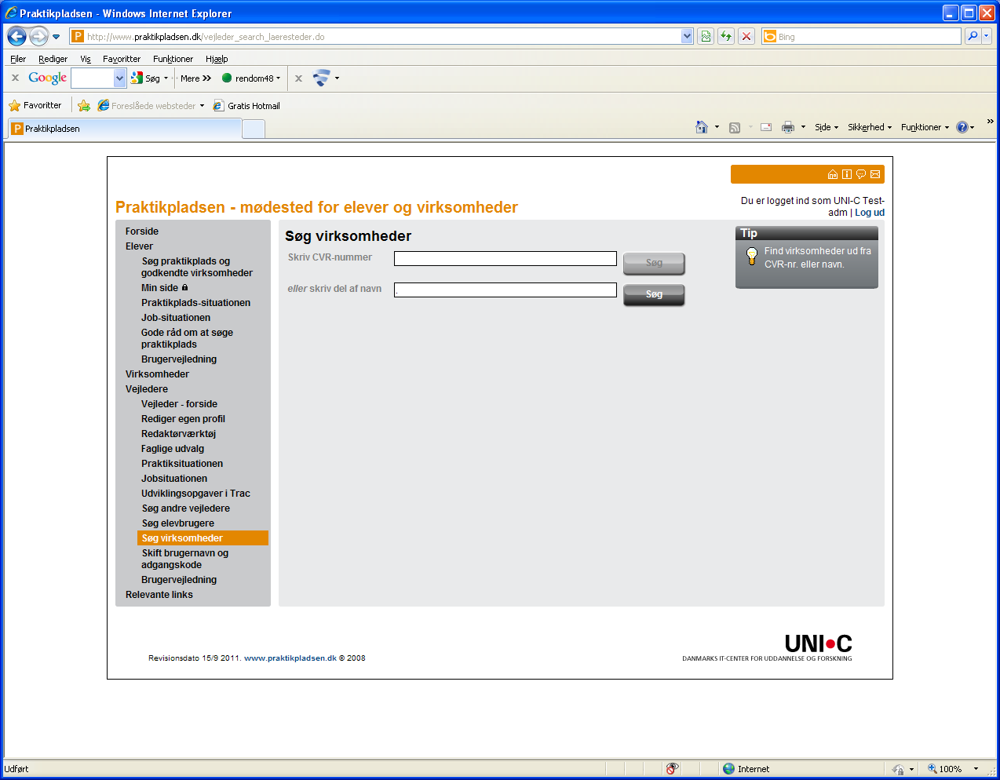 Praktikpladsen - Windows Internet Explorer
http://www.praktikpladsen.dk/vejleder_search_laeresteder.do
Bing
Filer Rediger Vis Favoritter Funktioner Hjælp
Google Søg Mere rendom48
Favoritter Foreslåede websteder Gratis Hotmail
Praktikpladsen
Side Sikkerhed Funktioner
Praktikpladsen - mødested for elever og virksomheder
Du er logget ind som UNI-C Test-
adm | Log ud
Forside
Elever
Søg praktikplads og
godkendte virksomheder
Min side
Praktikplads-situationen
Job-situationen
Gode råd om at søge
praktikplads
Brugervejledning
Virksomheder
Vejledere
Vejleder - forside
Rediger egen profil
Redaktørværktøj
Faglige udvalg
Praktiksituationen
Jobsituationen
Udviklingsopgaver i Trac
Søg andre vejledere
Søg elevbrugere
Søg virksomheder
Skift brugernavn og
adgangskode
Brugervejledning
Relevante links
Søg virksomheder
Skriv CVR-nummer Søg
eller skriv del af navn . Søg
Tip
Find virksomheder ud fra
CVR-nr. eller navn.
Revisionsdato 15/9 2011. www.praktikpladsen.dk © 2008
UNI•C
DANMARKS IT-CENTER FOR UDDANNELSE OG FORSKNING
Udført Internet 100%